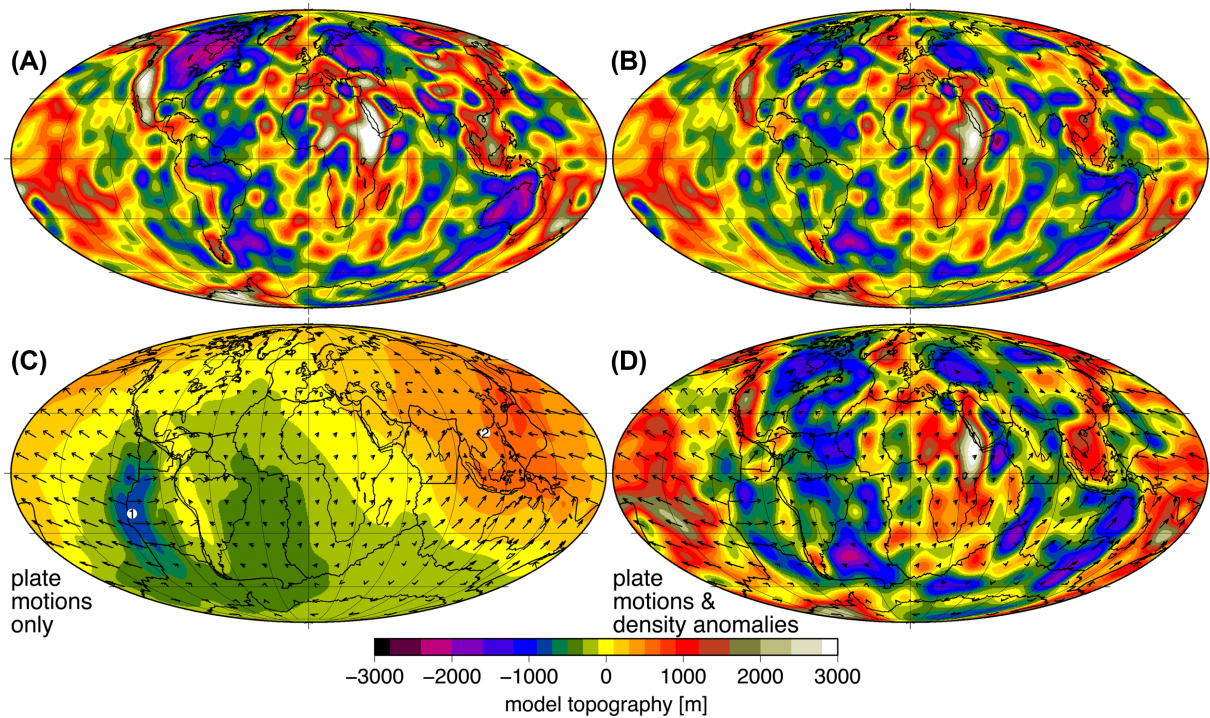 (A)
(B)
(C)
(D)
1
2
plate
motions
only
plate
motions &
density anomalies
−3000 −2000 −1000 0 1000 2000 3000
model topography [m]